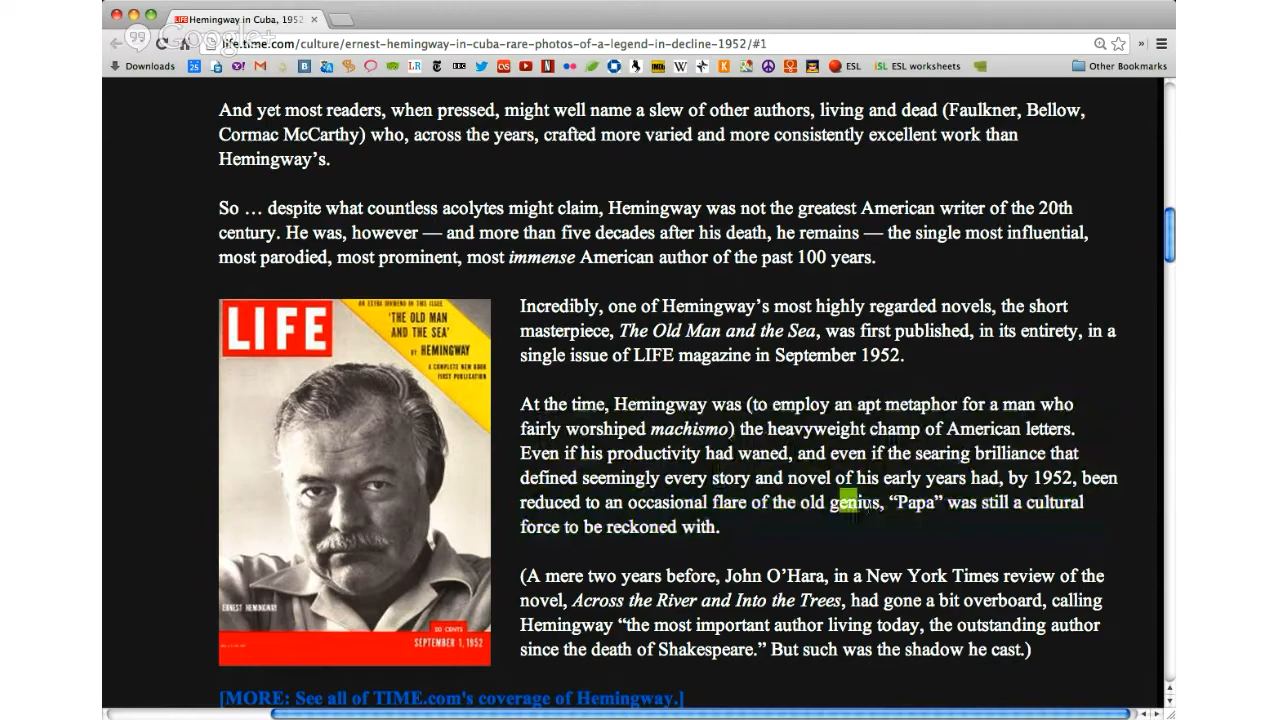 Hemingway in Cuba, 1952
Google+
life.time.com/culture/ernest-hemingway-in-cuba-rare-photos-of-a-legend-in-decline-1952/#1
Downloads
ESL
ESL worksheets
Other Bookmarks
And yet most readers, when pressed, might well name a slew of other authors, living and dead (Faulkner, Bellow,
Cormac McCarthy) who, across the years, crafted more varied and more consistently excellent work than
Hemingway’s.
So … despite what countless acolytes might claim, Hemingway was not the greatest American writer of the 20th
century. He was, however — and more than five decades after his death, he remains — the single most influential,
most parodied, most prominent, most immense American author of the past 100 years.
LIFE
AN EXTRA DIVIDEND IN THIS ISSUE
'THE OLD MAN
AND THE SEA'
BY HEMINGWAY
A COMPLETE NEW BOOK
FIRST PUBLICATION
ERNEST HEMINGWAY
20 CENTS
SEPTEMBER 1, 1952
Incredibly, one of Hemingway’s most highly regarded novels, the short
masterpiece, The Old Man and the Sea, was first published, in its entirety, in a
single issue of LIFE magazine in September 1952.
At the time, Hemingway was (to employ an apt metaphor for a man who
fairly worshiped machismo) the heavyweight champ of American letters.
Even if his productivity had waned, and even if the searing brilliance that
defined seemingly every story and novel of his early years had, by 1952, been
reduced to an occasional flare of the old genius, “Papa” was still a cultural
force to be reckoned with.
(A mere two years before, John O’Hara, in a New York Times review of the
novel, Across the River and Into the Trees, had gone a bit overboard, calling
Hemingway “the most important author living today, the outstanding author
since the death of Shakespeare.” But such was the shadow he cast.)
[MORE: See all of TIME.com's coverage of Hemingway.]